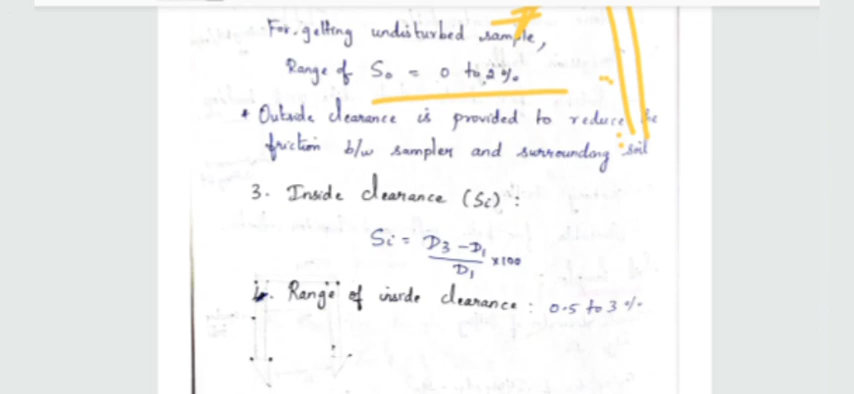 For getting undisturbed sample,
Range of So = 0 to 2%.
* Outside clearance is provided to reduce the
friction b/w sampler and surrounding soil
3. Inside clearance (Si) :
Si = D3 - D1 / D1 x100
Range of inside clearance : 0.5 to 3 %